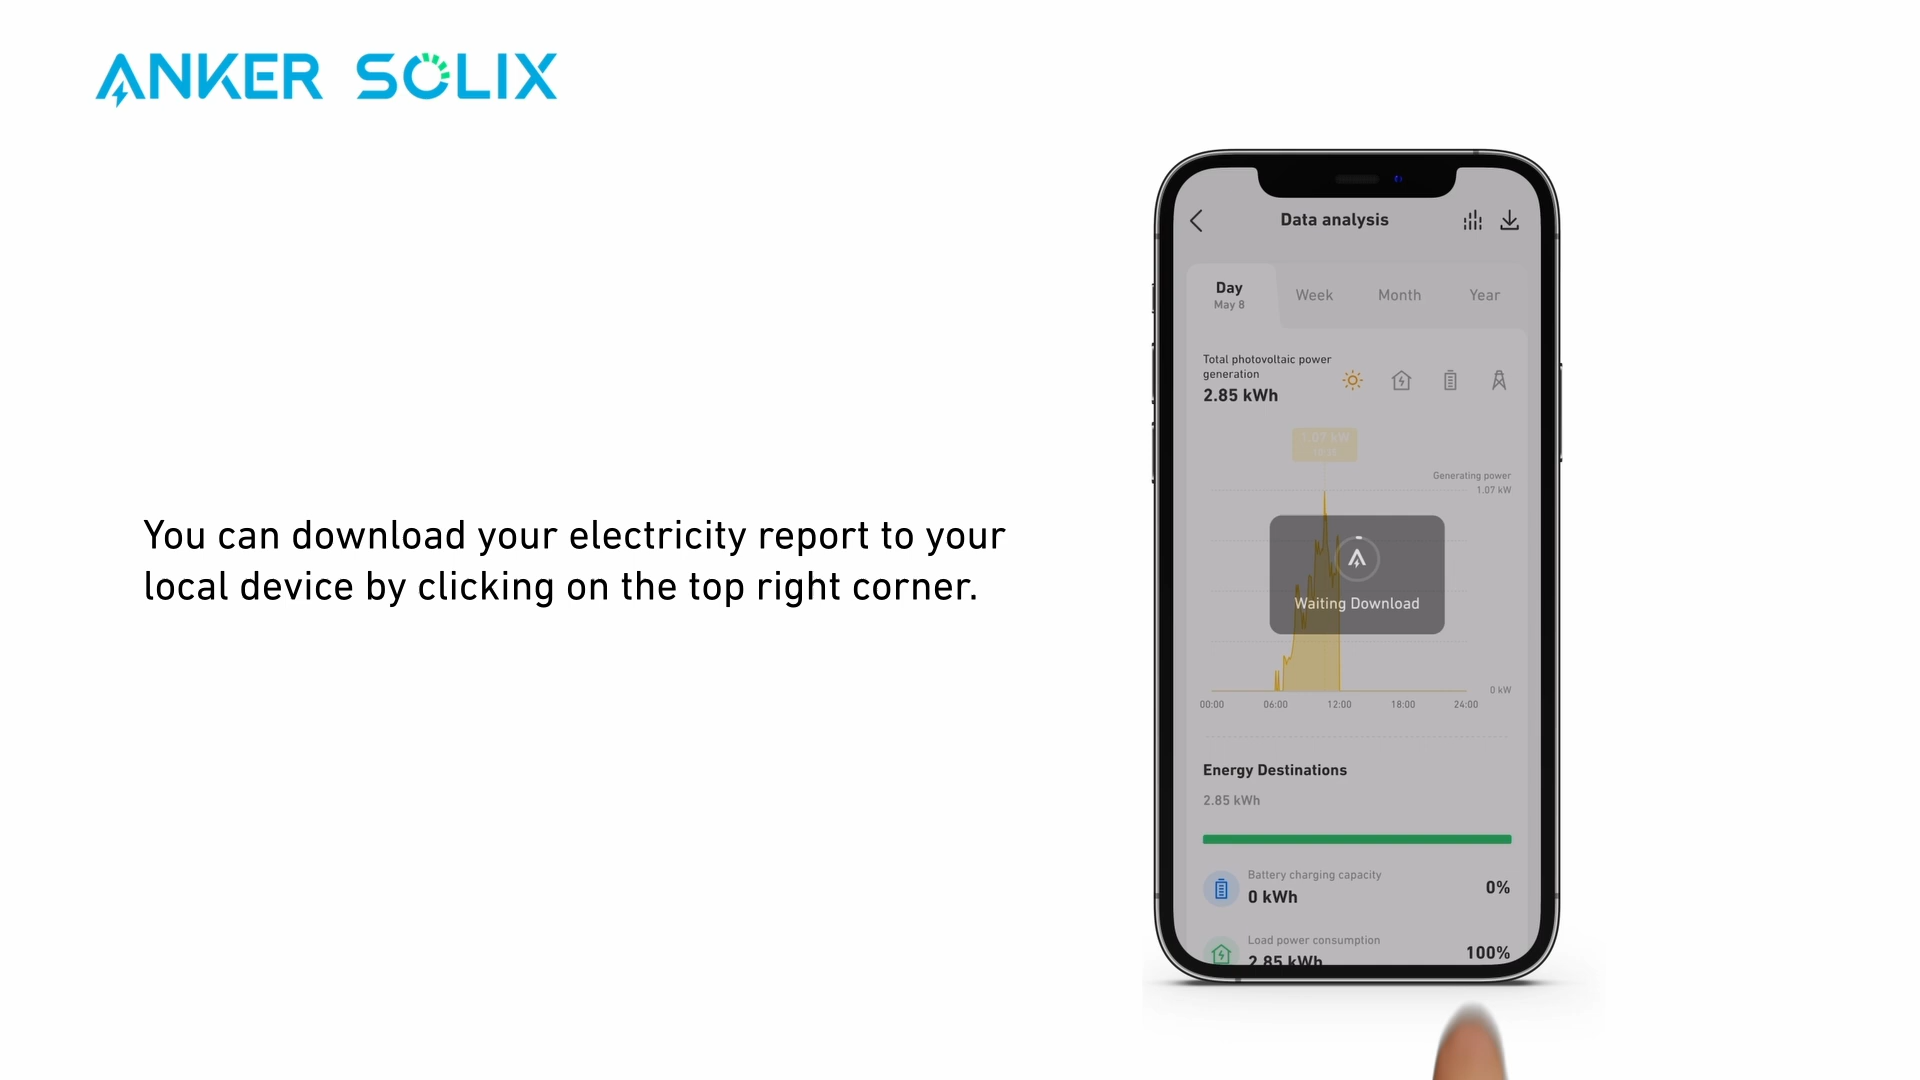 ANKER SOLIX
You can download your electricity report to your
local device by clicking on the top right corner.
Data analysis
Day
May 8
Week
Month
Year
Total photovoltaic power
generation
2.85 kWh
1.07 kW
Generating power
1.07 kW
Waiting Download
0 kW
00:00
06:00
12:00
18:00
24:00
Energy Destinations
2.85 kWh
Battery charging capacity
0 kWh
0%
Load power consumption
2.85 kWh
100%